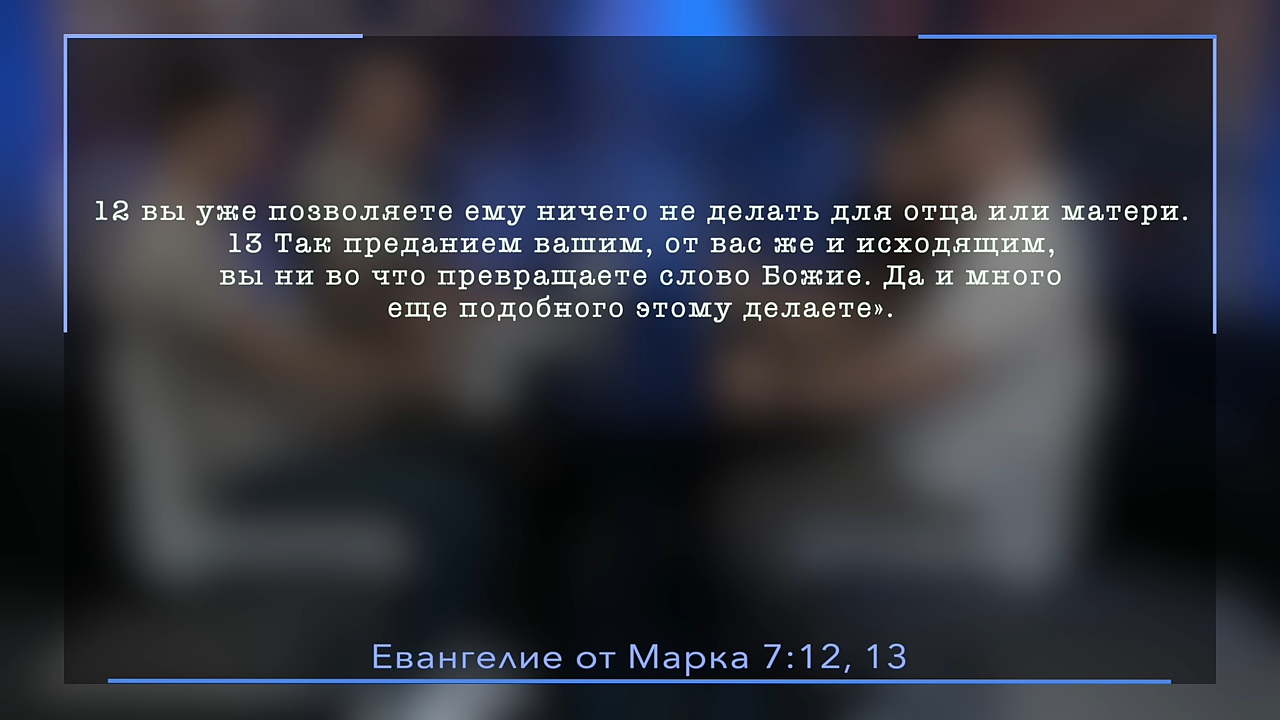 12 вы уже позволяете ему ничего не делать для отца или матери.
13 Так преданием вашим, от вас же и исходящим,
вы ни во что превращаете слово Божие. Да и много
еще подобного этому делаете».
Евангелие от Марка 7:12, 13